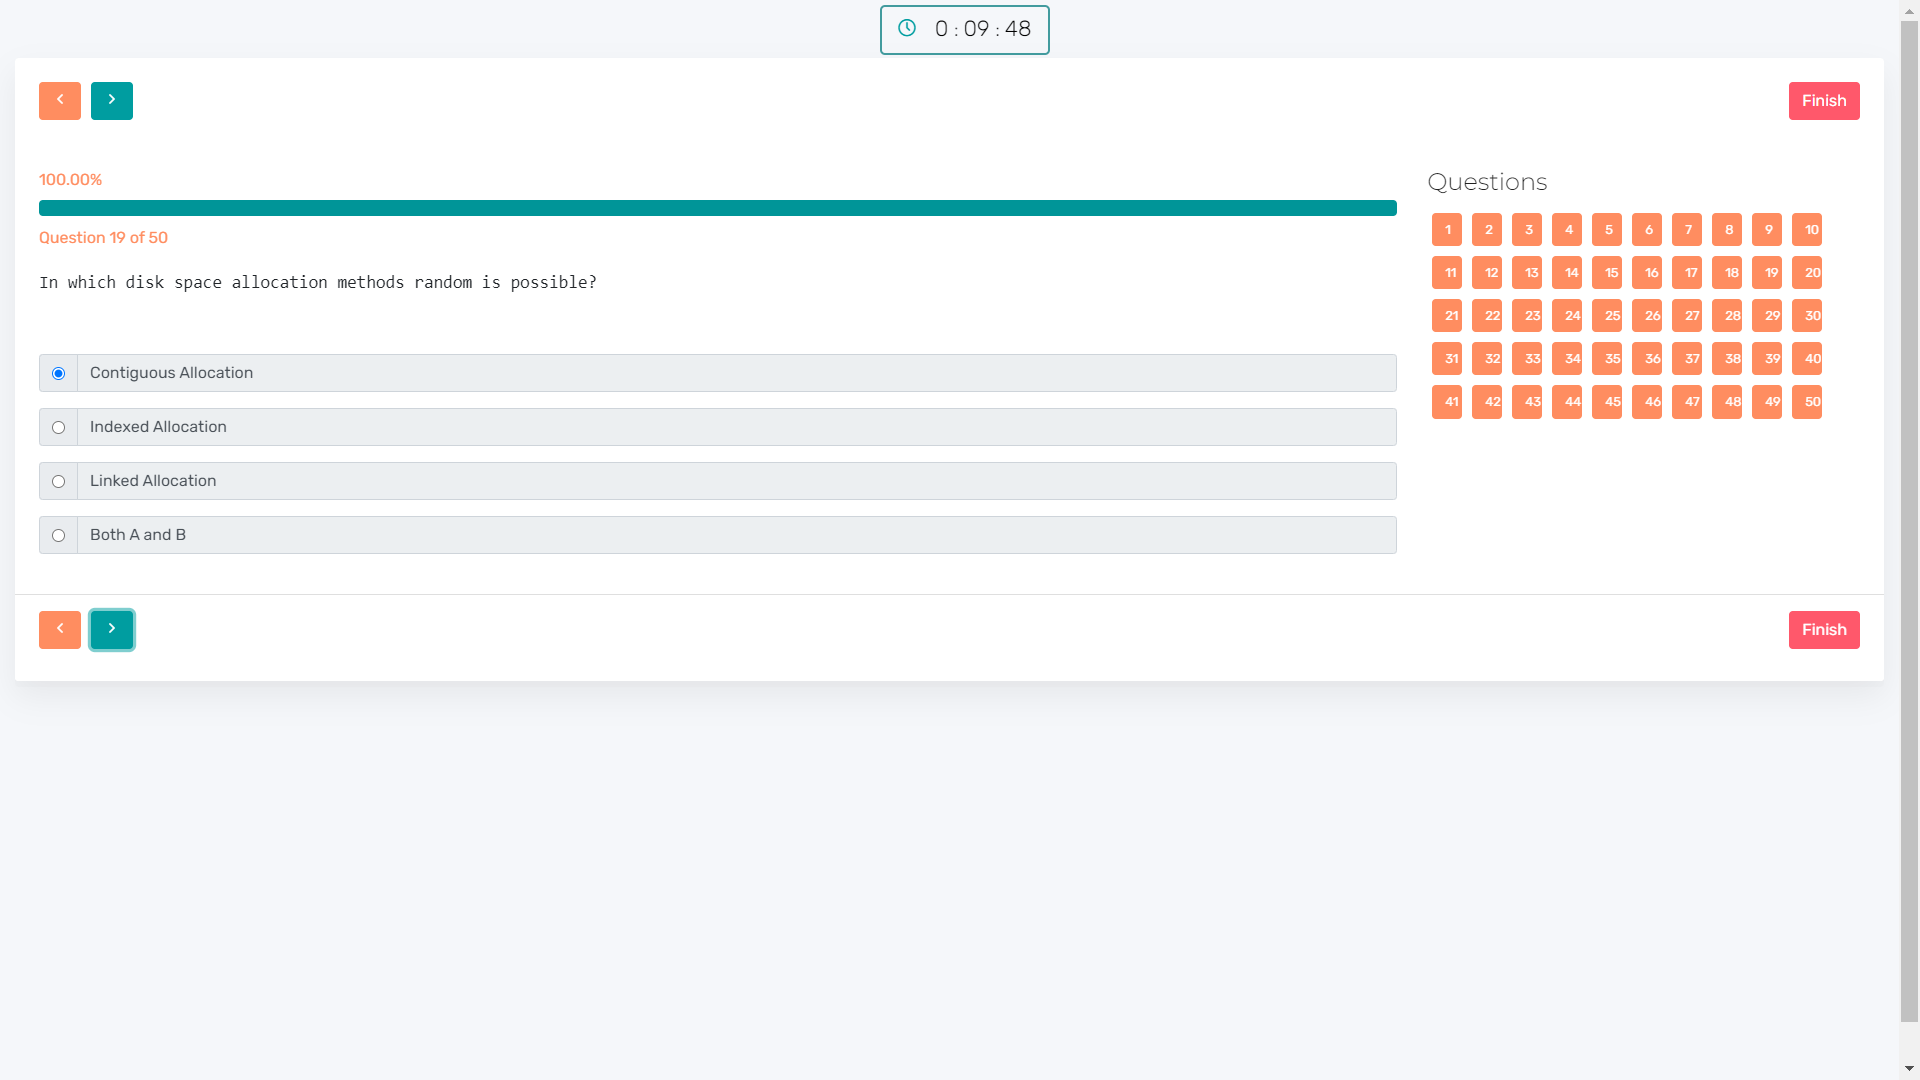 0 : 09 : 48
Finish
100.00%
Question 19 of 50
In which disk space allocation methods random is possible?
Contiguous Allocation
Indexed Allocation
Linked Allocation
Both A and B
Questions
1 2 3 4 5 6 7 8 9 10
11 12 13 14 15 16 17 18 19 20
21 22 23 24 25 26 27 28 29 30
31 32 33 34 35 36 37 38 39 40
41 42 43 44 45 46 47 48 49 50
Finish